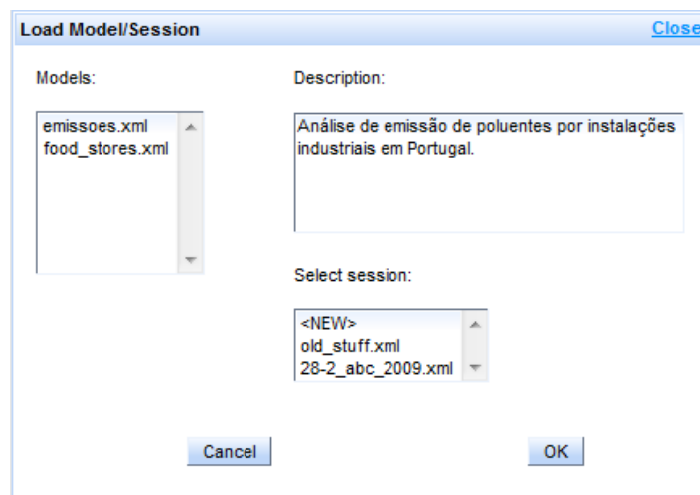 Load Model/Session
Close
Models:
Description:
emissoes.xml
food_stores.xml
Análise de emissão de poluentes por instalações
industriais em Portugal.
Select session:
<NEW>
old_stuff.xml
28-2_abc_2009.xml
Cancel
OK